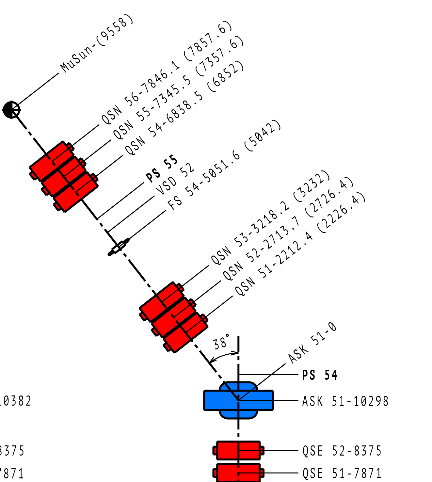 MuSun-(9558)
QSN 56-7846.1 (7857.6)
QSN 55-7345.5 (7357.6)
QSN 54-6838.5 (6852)
PS 55
VSD 52
FS 54-5051.6 (5042)
QSN 53-3218.2 (3232)
QSN 52-2713.7 (2726.4)
QSN 51-2212.4 (2226.4)
38°
ASK 51-0
PS 54
0382
ASK 51-10298
8375
QSE 52-8375
7871
QSE 51-7871